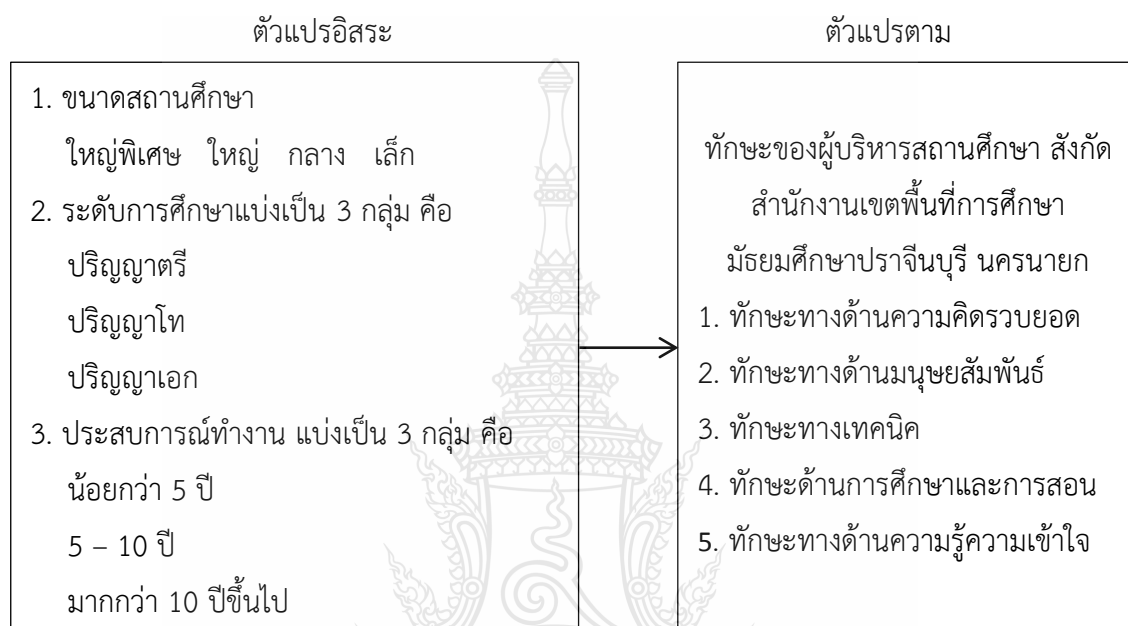 ตัวแปรอิสระ
1. ขนาดสถานศึกษา
ใหญ่พิเศษ ใหญ่ กลาง เล็ก
2. ระดับการศึกษาแบ่งเป็น 3 กลุ่ม คือ
ปริญญาตรี
ปริญญาโท
ปริญญาเอก
3. ประสบการณ์ทำงาน แบ่งเป็น 3 กลุ่ม คือ
น้อยกว่า 5 ปี
5 – 10 ปี
มากกว่า 10 ปีขึ้นไป
ตัวแปรตาม
ทักษะของผู้บริหารสถานศึกษา สังกัด
สำนักงานเขตพื้นที่การศึกษา
มัธยมศึกษาปราจีนบุรี นครนายก
1. ทักษะทางด้านความคิดรวบยอด
2. ทักษะทางด้านมนุษยสัมพันธ์
3. ทักษะทางเทคนิค
4. ทักษะด้านการศึกษาและการสอน
5. ทักษะทางด้านความรู้ความเข้าใจ